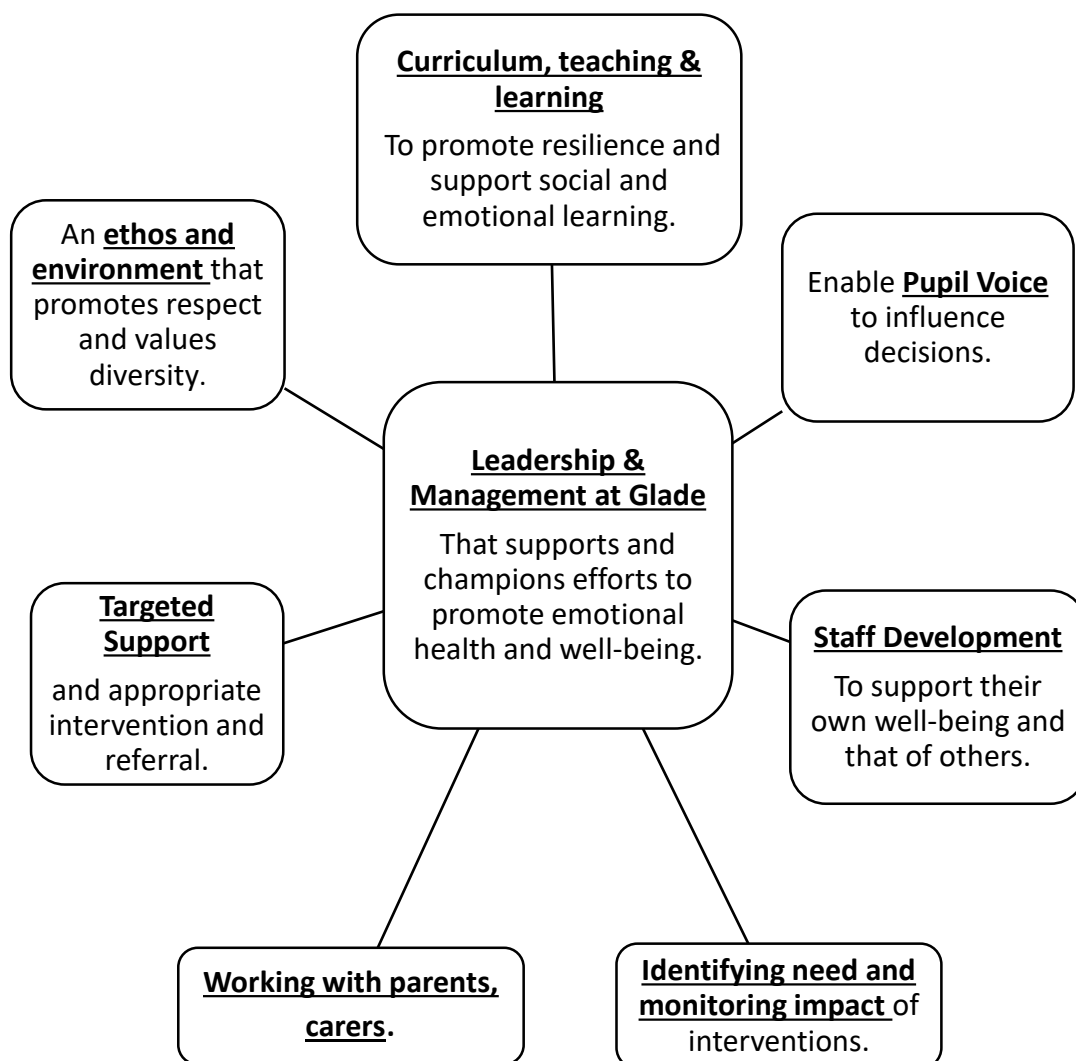 Curriculum, teaching &
learning
To promote resilience and
support social and
emotional learning.
An ethos and
environment that
promotes respect
and values
diversity.
Enable Pupil Voice
to influence
decisions.
Leadership &
Management at Glade
That supports and
champions efforts to
promote emotional
health and well-being.
Targeted
Support
and appropriate
intervention and
referral.
Staff Development
To support their
own well-being and
that of others.
Working with parents,
carers.
Identifying need and
monitoring impact of
interventions.